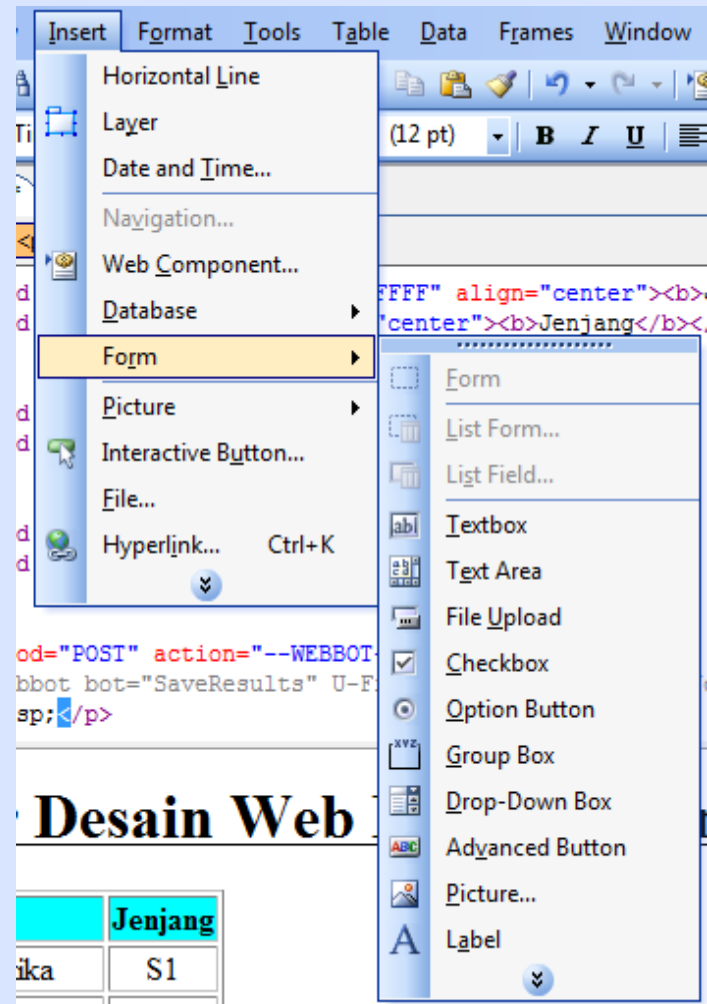 Insert Format Tools Table Data Frames Window
Horizontal Line
Layer
(12 pt) B I U
Date and Time...
Navigation...
Web Component...
FFFF" align="center"><b>
Database
"center"><b>Jenjang</b></
Form
Form
Picture
List Form...
Interactive Button...
List Field...
File...
Textbox
Hyperlink... Ctrl+K
Text Area
File Upload
od="POST" action="--WEBBOT-
Checkbox
bbot bot="SaveResults" U-F
Option Button
sp;</p>
Group Box
Desain Web
Drop-Down Box
Advanced Button
Picture...
Jenjang
Label
ika S1